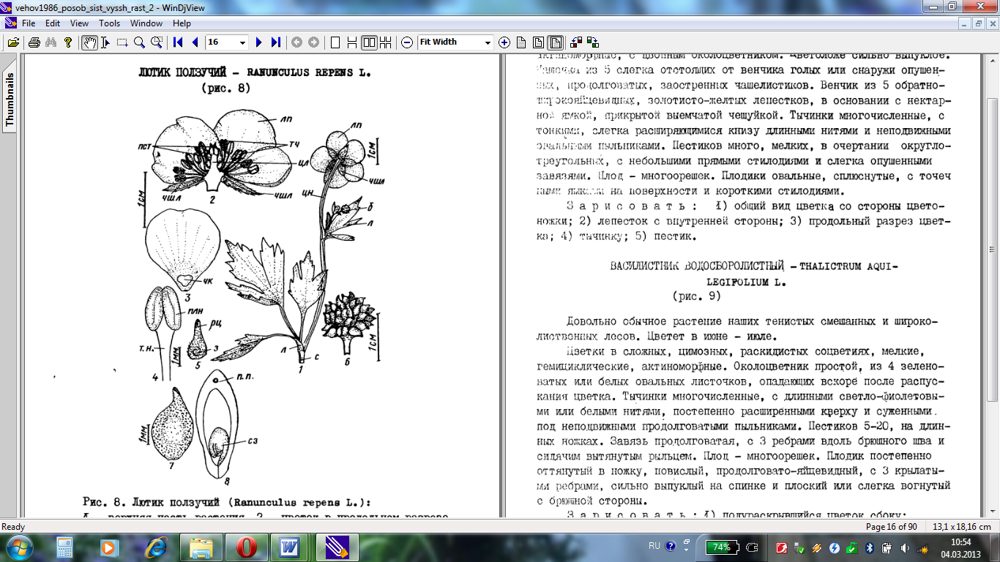 vehov1986_posob_sist_vyssh_rast_2 - WinDjView
File Edit View Tools Window Help
16
Fit Width
Thumbnails
ЛЮТИК ПОЛЗУЧИЙ – RANUNCULUS REPENS L.
(рис. 8)
лп
пст
тч
цл
чшл
чшл
1см
2
лп
1см
чшл
цн
б
л
чк
3
плн
т.н.
1мм
4
рц
з
5
л
с
1
1см
6
п.п.
сз
1мм
7
8
Рис. 8. Лютик ползучий (Ranunculus repens L.):
верхняя часть растения, 2 – цветок в продольном разрезе
с двойным околоцветником. Цветоложе сильно выпуклое.
из 5 слегка отстоящих от венчика голых или снаружи опушен-
продолговатых, заостренных чашелистиков. Венчик из 5 обратно-
золотисто-желтых лепестков, в основании с нектар-
ной ямкой, прикрытой выемчатой чешуйкой. Тычинки многочисленные, с
тонкими, слегка расширяющимися книзу длинными нитями и неподвижными
овальными пыльниками. Пестиков много, мелких, в очертании округло-
треугольных, с небольшими прямыми стилодиями и слегка опушенными
завязями. Плод – многоорешек. Плодики овальные, сплюснутые, с точеч
ными ямками на поверхности и короткими стилодиями.
З а р и с о в а т ь : 1) общий вид цветка со стороны цвето-
ножки; 2) лепесток с внутренней стороны; 3) продольный разрез цвет-
ка; 4) тычинку; 5) пестик.
ВАСИЛИСТНИК ВОДОСБОРОЛИСТНЫЙ – THALICTRUM AQUI-
LEGIFOLIUM L.
(рис. 9)
Довольно обычное растение наших тенистых смешанных и широко-
лиственных лесов. Цветет в июне – июле.
Цветки в сложных, цимозных, раскидистых соцветиях, мелкие,
гемициклические, актиноморфные. Околоцветник простой, из 4 зелено-
ватых или белых овальных листочков, опадающих вскоре после распус-
кания цветка. Тычинки многочисленные, с длинными светло-фиолетовы-
ми или белыми нитями, постепенно расширенными кверху и суженными
под неподвижными продолговатыми пыльниками. Пестиков 5-20, на длин-
ных ножках. Завязь продолговатая, с 3 ребрами вдоль брюшного шва и
сидячим вытянутым рыльцем. Плод – многоорешек. Плодик постепенно
оттянутый в ножку, повислый, продолговато-яйцевидный, с 3 крылаты-
ми ребрами, сильно выпуклый на спинке и плоский или слегка вогнутый
с брюшной стороны.
З а р и с о в а т ь : 1) полураскрывшийся цветок сбоку;
Ready
Page 16 of 90
13,1 x 18,16 cm
RU
74%
10:54
04.03.2013